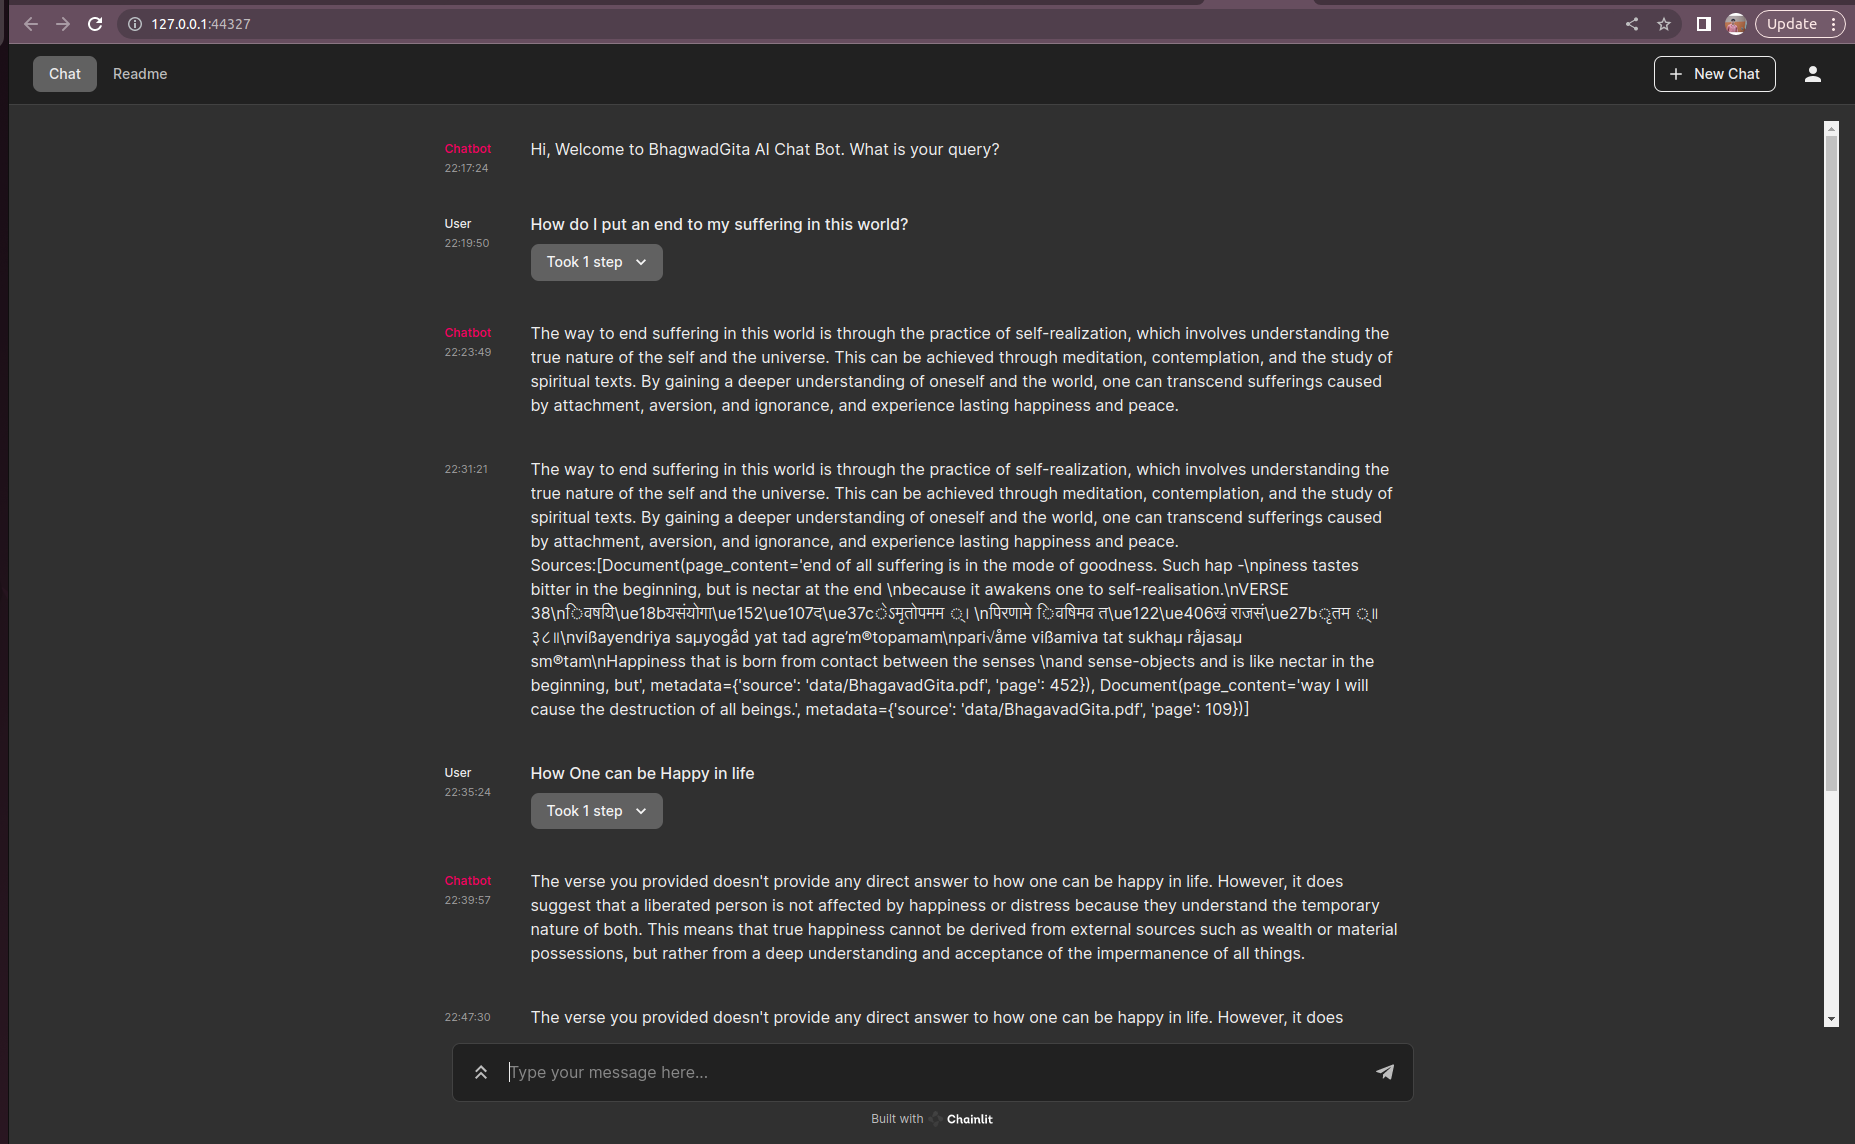 127.0.0.1:44327
Update
Chat
Readme
New Chat
Chatbot
22:17:24
Hi, Welcome to BhagwadGita AI Chat Bot. What is your query?
User
22:19:50
How do I put an end to my suffering in this world?
Took 1 step
Chatbot
22:23:49
The way to end suffering in this world is through the practice of self-realization, which involves understanding the
true nature of the self and the universe. This can be achieved through meditation, contemplation, and the study of
spiritual texts. By gaining a deeper understanding of oneself and the world, one can transcend sufferings caused
by attachment, aversion, and ignorance, and experience lasting happiness and peace.
22:31:21
The way to end suffering in this world is through the practice of self-realization, which involves understanding the
true nature of the self and the universe. This can be achieved through meditation, contemplation, and the study of
spiritual texts. By gaining a deeper understanding of oneself and the world, one can transcend sufferings caused
by attachment, aversion, and ignorance, and experience lasting happiness and peace.
Sources:[Document(page_content='end of all suffering is in the mode of goodness. Such hap -\npiness tastes
bitter in the beginning, but is nectar at the end \nbecause it awakens one to self-realisation.\nVERSE
38\nिवषयेि\ue18bयसंयोगा\ue152\ue107द\ue37cेऽमृतोपमम ्। \nपिरणामे िवषिमव त\ue122\ue406खं राजसं\ue27bृतम ्॥
३८॥\nvißayendriya saµyogåd yat tad agre’m®topamam\npari√åme vißamiva tat sukhaµ råjasaµ
sm®tam\nHappiness that is born from contact between the senses \nand sense-objects and is like nectar in the
beginning, but', metadata={'source': 'data/BhagavadGita.pdf', 'page': 452}), Document(page_content='way I will
cause the destruction of all beings.', metadata={'source': 'data/BhagavadGita.pdf', 'page': 109})]
User
22:35:24
How One can be Happy in life
Took 1 step
Chatbot
22:39:57
The verse you provided doesn't provide any direct answer to how one can be happy in life. However, it does
suggest that a liberated person is not affected by happiness or distress because they understand the temporary
nature of both. This means that true happiness cannot be derived from external sources such as wealth or material
possessions, but rather from a deep understanding and acceptance of the impermanence of all things.
22:47:30
The verse you provided doesn't provide any direct answer to how one can be happy in life. However, it does
Type your message here...
Built with Chainlit